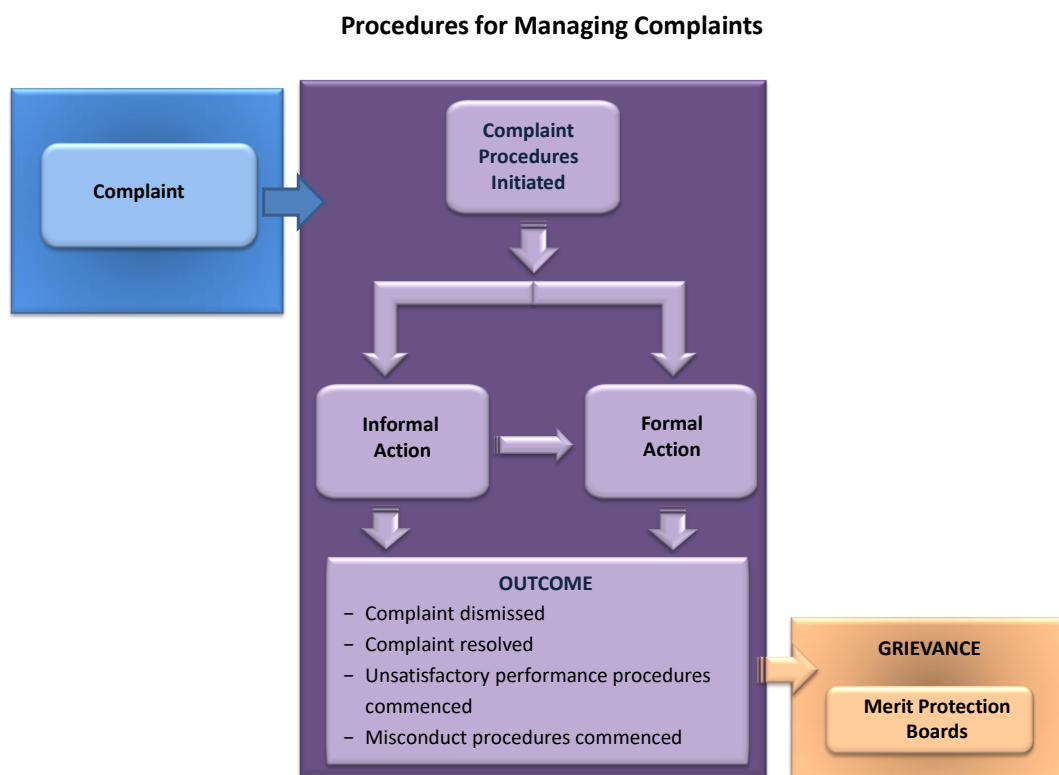 Procedures for Managing Complaints
Complaint
Complaint
Procedures
Initiated
Informal
Action
Formal
Action
OUTCOME
− Complaint dismissed
− Complaint resolved
− Unsatisfactory performance procedures
commenced
− Misconduct procedures commenced
GRIEVANCE
Merit Protection
Boards